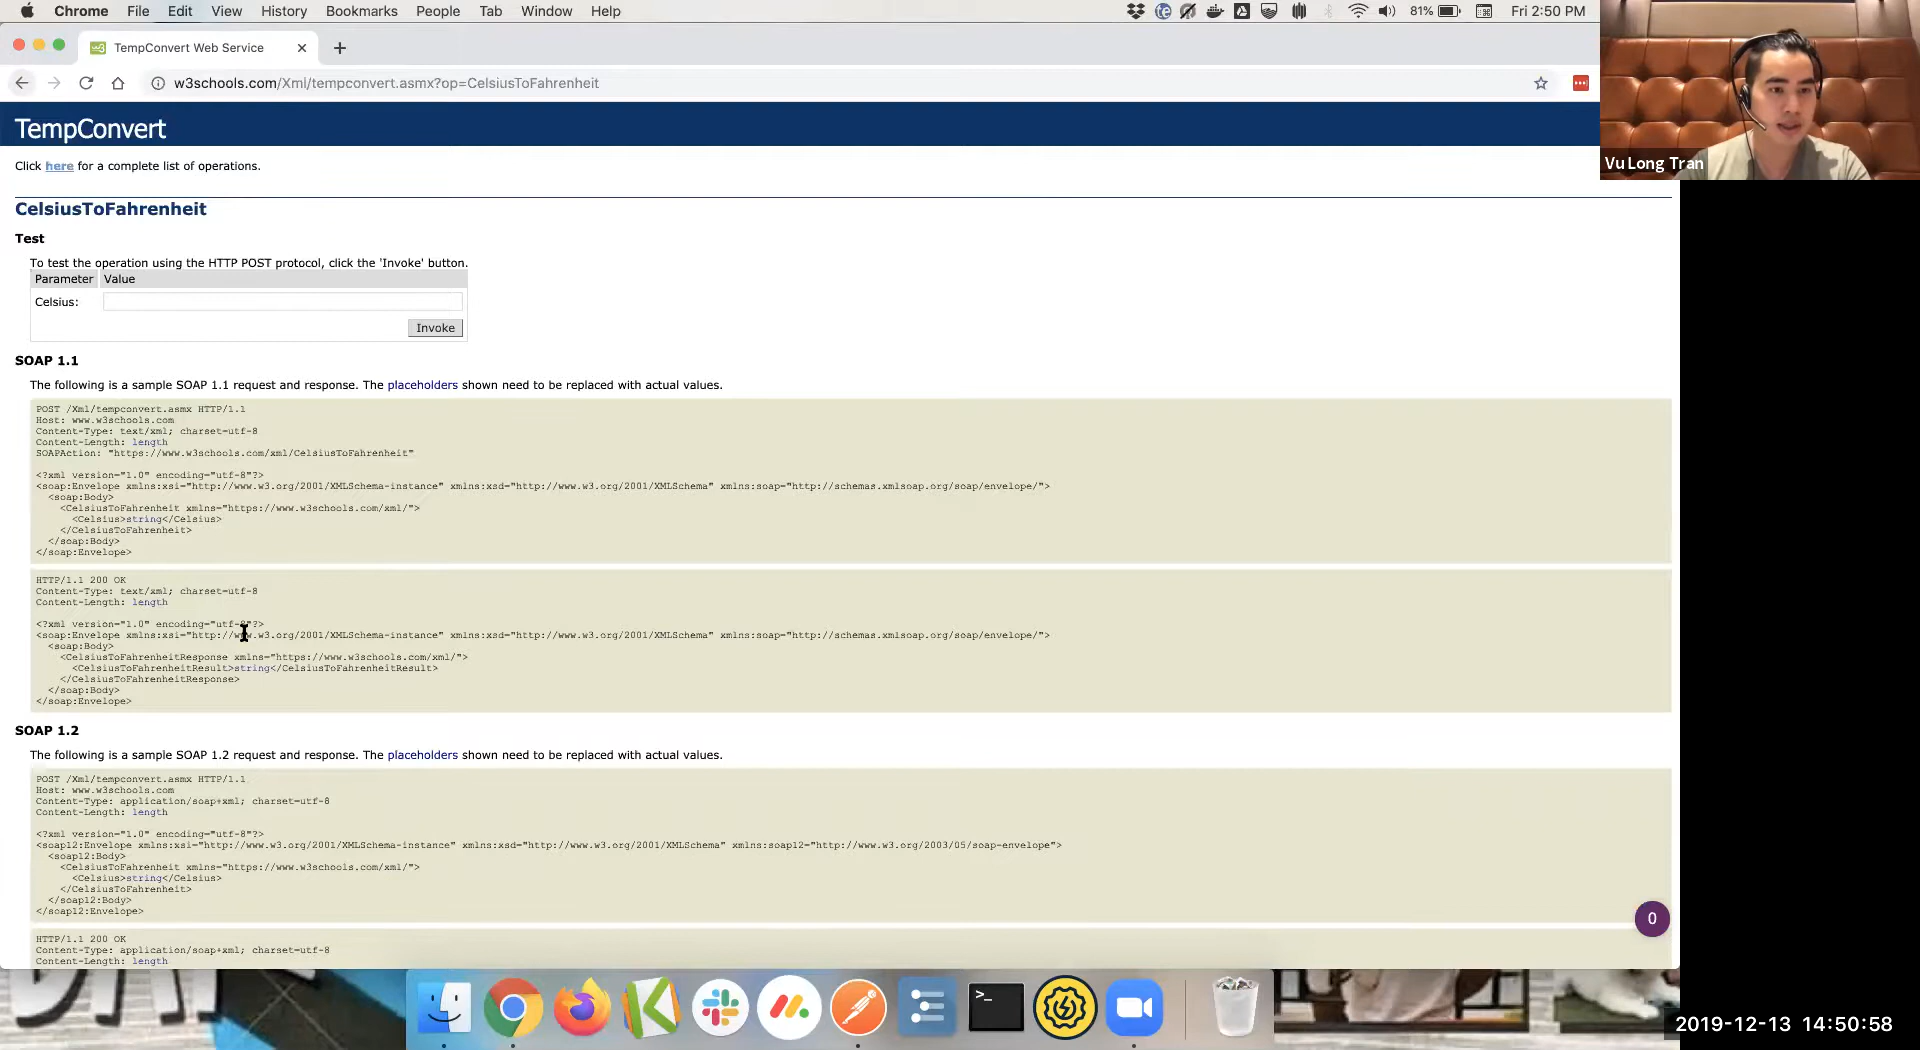 Chrome File Edit View History Bookmarks People Tab Window Help 81% Fri 2:50 PM
TempConvert Web Service
w3schools.com/Xml/tempconvert.asmx?op=CelsiusToFahrenheit
Vu Long Tran
TempConvert
Click here for a complete list of operations.
CelsiusToFahrenheit
Test
To test the operation using the HTTP POST protocol, click the 'Invoke' button.
Parameter Value
Celsius:
Invoke
SOAP 1.1
The following is a sample SOAP 1.1 request and response. The placeholders shown need to be replaced with actual values.
POST /Xml/tempconvert.asmx HTTP/1.1
Host: www.w3schools.com
Content-Type: text/xml; charset=utf-8
Content-Length: length
SOAPAction: "https://www.w3schools.com/xml/CelsiusToFahrenheit"
<?xml version="1.0" encoding="utf-8"?>
<soap:Envelope xmlns:xsi="http://www.w3.org/2001/XMLSchema-instance" xmlns:xsd="http://www.w3.org/2001/XMLSchema" xmlns:soap="http://schemas.xmlsoap.org/soap/envelope/">
<soap:Body>
<CelsiusToFahrenheit xmlns="https://www.w3schools.com/xml/">
<Celsius>string</Celsius>
</CelsiusToFahrenheit>
</soap:Body>
</soap:Envelope>
HTTP/1.1 200 OK
Content-Type: text/xml; charset=utf-8
Content-Length: length
<?xml version="1.0" encoding="utf-8"?>
<soap:Envelope xmlns:xsi="http://www.w3.org/2001/XMLSchema-instance" xmlns:xsd="http://www.w3.org/2001/XMLSchema" xmlns:soap="http://schemas.xmlsoap.org/soap/envelope/">
<soap:Body>
<CelsiusToFahrenheitResponse xmlns="https://www.w3schools.com/xml/">
<CelsiusToFahrenheitResult>string</CelsiusToFahrenheitResult>
</CelsiusToFahrenheitResponse>
</soap:Body>
</soap:Envelope>
SOAP 1.2
The following is a sample SOAP 1.2 request and response. The placeholders shown need to be replaced with actual values.
POST /Xml/tempconvert.asmx HTTP/1.1
Host: www.w3schools.com
Content-Type: application/soap+xml; charset=utf-8
Content-Length: length
<?xml version="1.0" encoding="utf-8"?>
<soap12:Envelope xmlns:xsi="http://www.w3.org/2001/XMLSchema-instance" xmlns:xsd="http://www.w3.org/2001/XMLSchema" xmlns:soap12="http://www.w3.org/2003/05/soap-envelope">
<soap12:Body>
<CelsiusToFahrenheit xmlns="https://www.w3schools.com/xml/">
<Celsius>string</Celsius>
</CelsiusToFahrenheit>
</soap12:Body>
</soap12:Envelope>
0
HTTP/1.1 200 OK
Content-Type: application/soap+xml; charset=utf-8
Content-Length: length
2019-12-13 14:50:58